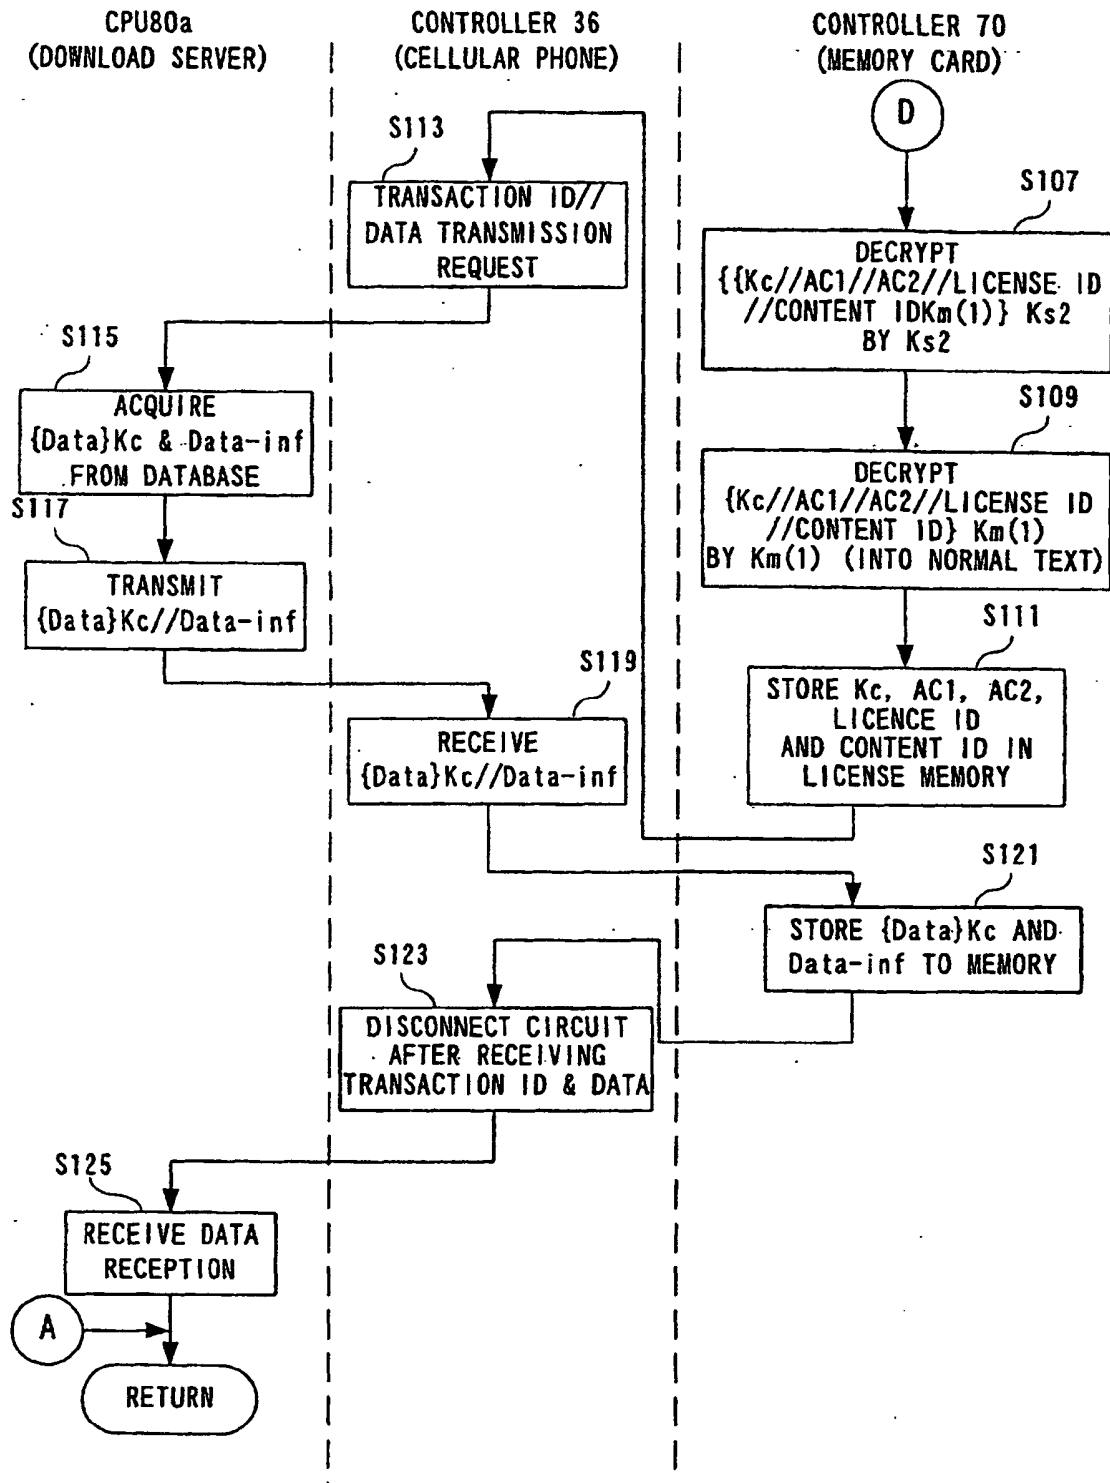 CPU80a
(DOWNLOAD SERVER)
CONTROLLER 36
(CELLULAR PHONE)
CONTROLLER 70
(MEMORY CARD)
D
S107
DECRYPT
{{Kc//AC1//AC2//LICENSE ID
//CONTENT IDKm(1)} Ks2
BY Ks2
S109
DECRYPT
{Kc//AC1//AC2//LICENSE ID
//CONTENT ID} Km(1)
BY Km(1) (INTO NORMAL TEXT)
S111
STORE Kc, AC1, AC2,
LICENCE ID
AND CONTENT ID IN
LICENSE MEMORY
S113
TRANSACTION ID//
DATA TRANSMISSION
REQUEST
S115
ACQUIRE
{Data}Kc & Data-inf
FROM DATABASE
S117
TRANSMIT
{Data}Kc//Data-inf
S119
RECEIVE
{Data}Kc//Data-inf
S121
STORE {Data}Kc AND
Data-inf TO MEMORY
S123
DISCONNECT CIRCUIT
AFTER RECEIVING
TRANSACTION ID & DATA
S125
RECEIVE DATA
RECEPTION
A
RETURN